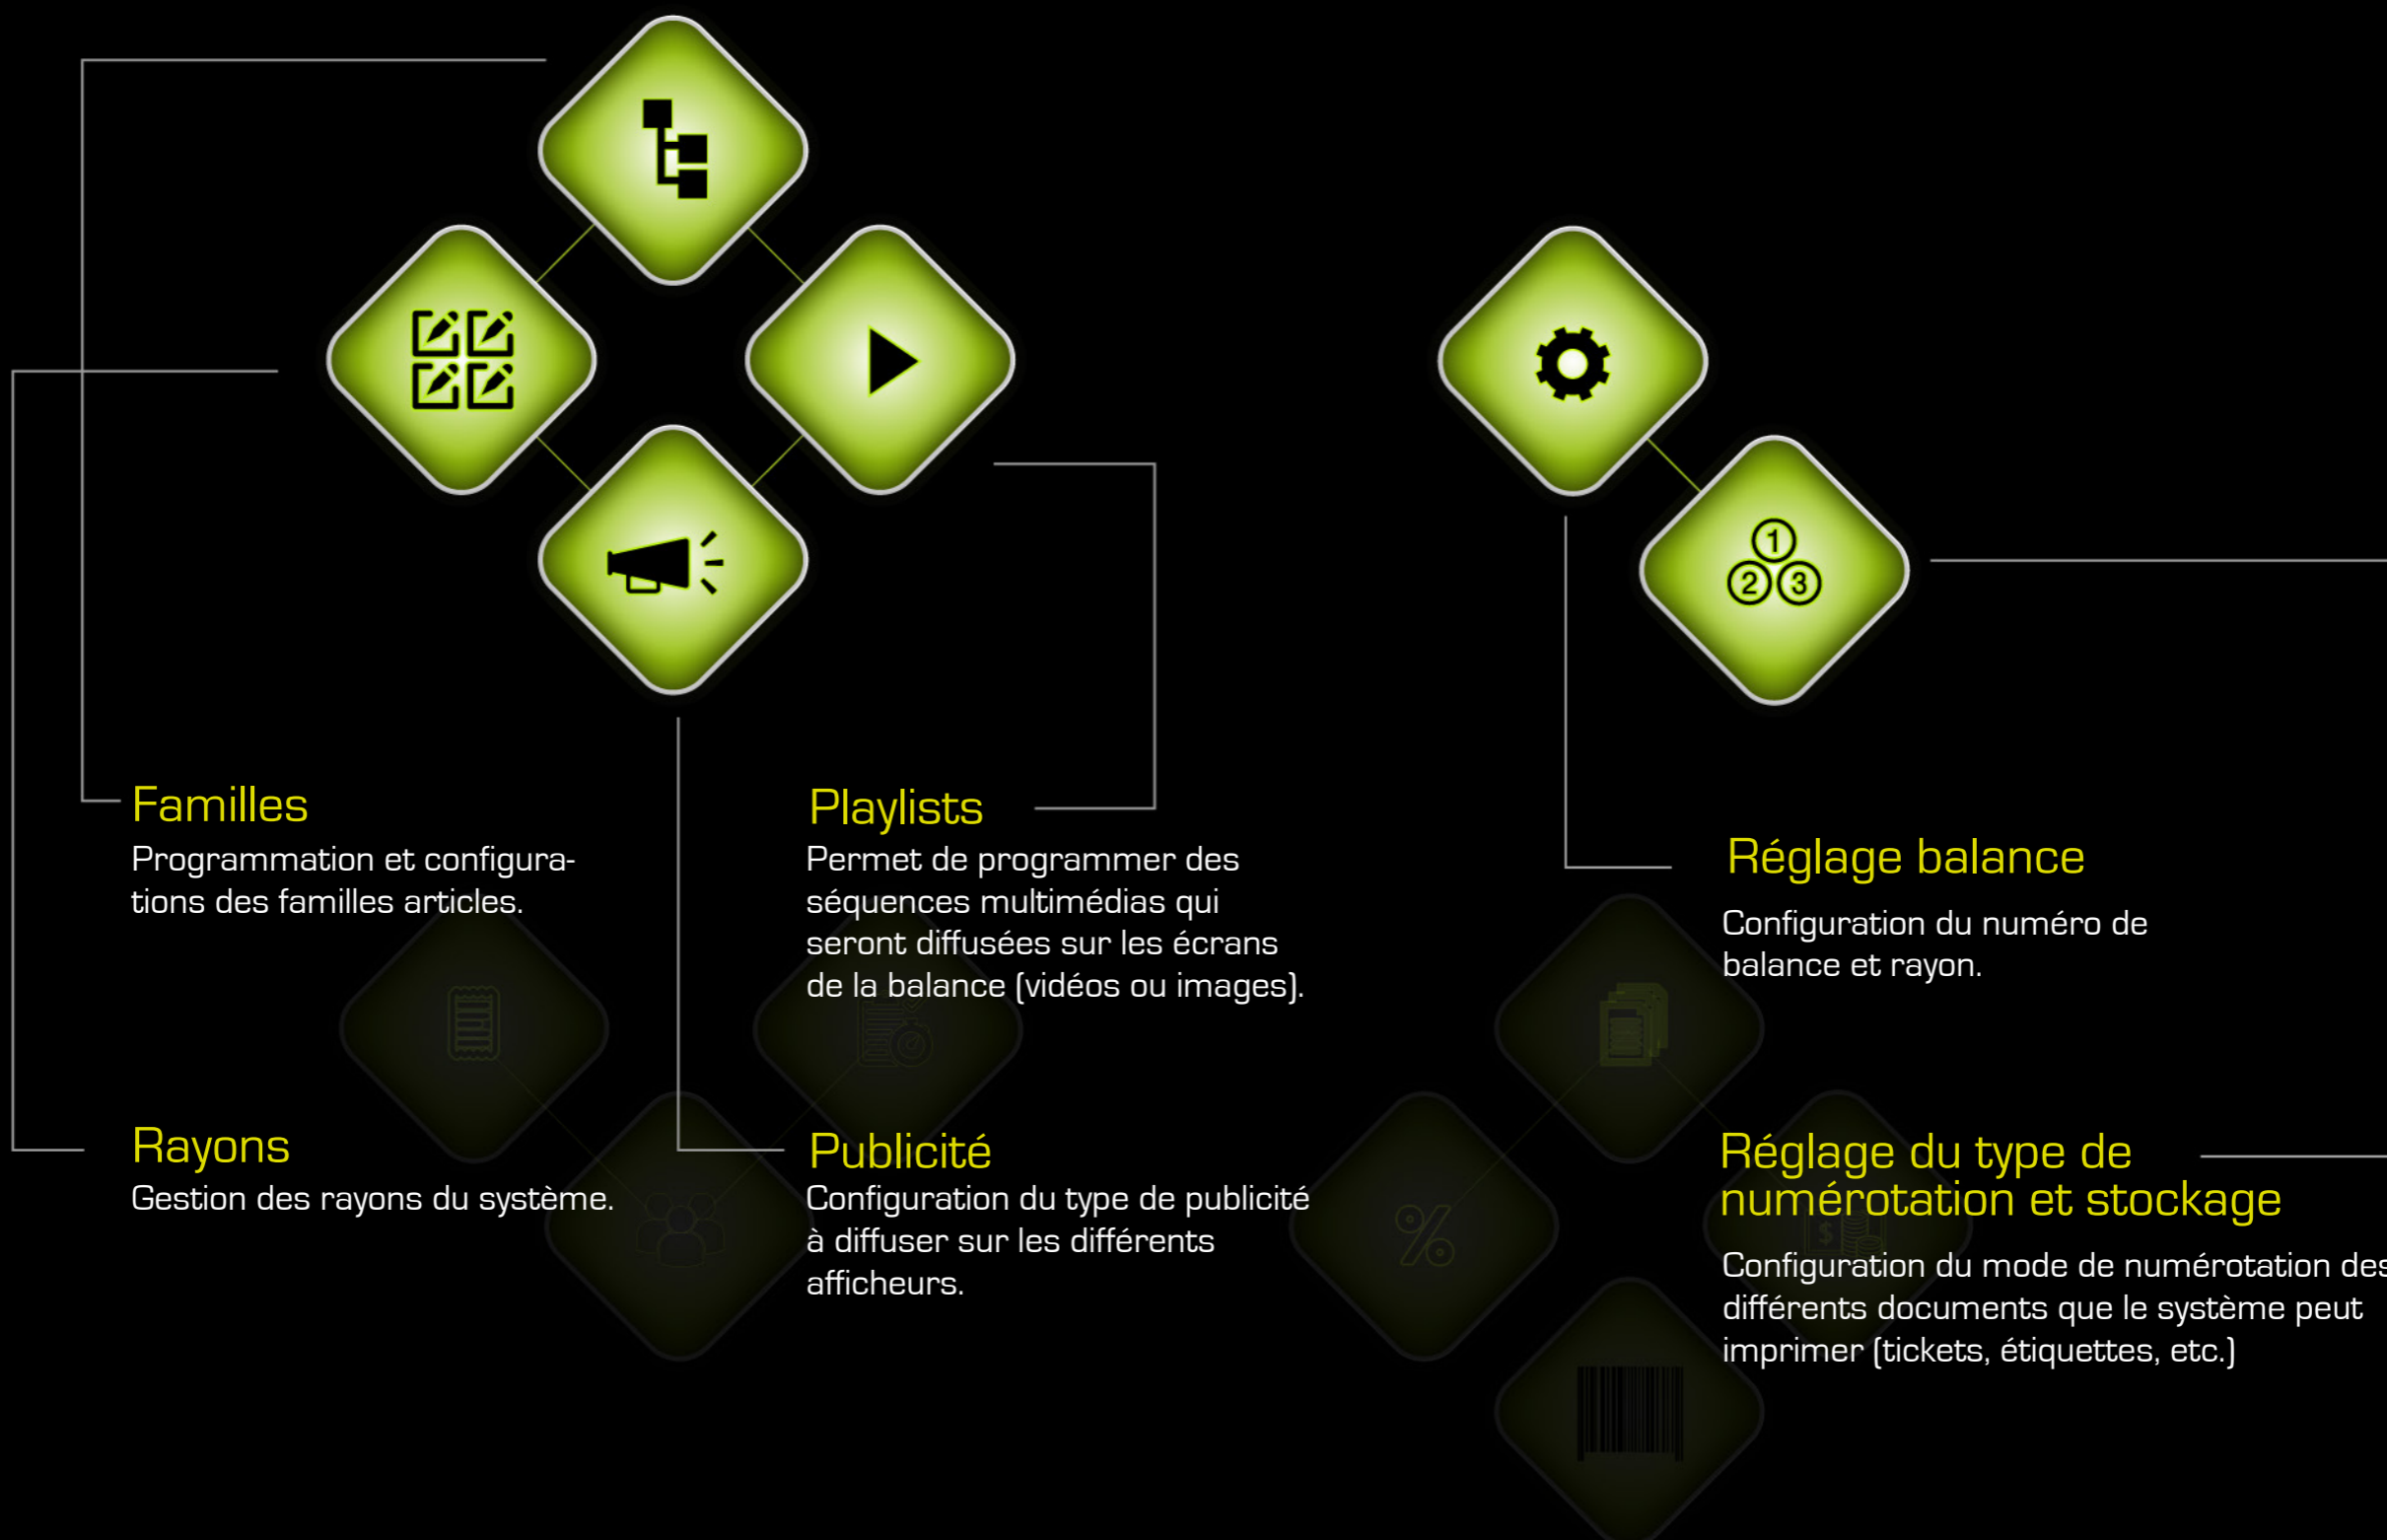 1
2 3
Familles
Programmation et configura-
tions des familles articles.
Rayons
Gestion des rayons du système.
Playlists
Permet de programmer des
séquences multimédias qui
seront diffusées sur les écrans
de la balance (vidéos ou images).
Publicité
Configuration du type de publicité
à diffuser sur les différents
afficheurs.
Réglage balance
Configuration du numéro de
balance et rayon.
Réglage du type de
numérotation et stockage
Configuration du mode de numérotation des
différents documents que le système peut
imprimer (tickets, étiquettes, etc.)
%
$